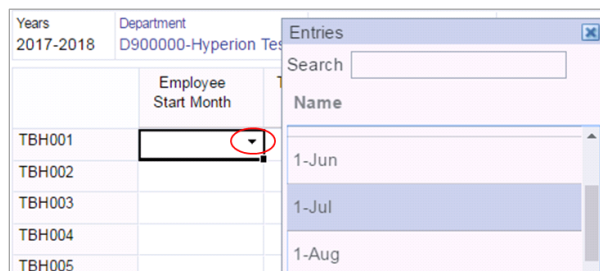 Years
2017-2018
Department
D900000-Hyperion Tes
Entries
Search
Name
Employee
Start Month
TBH001
TBH002
TBH003
TBH004
TBH005
1-Jun
1-Jul
1-Aug